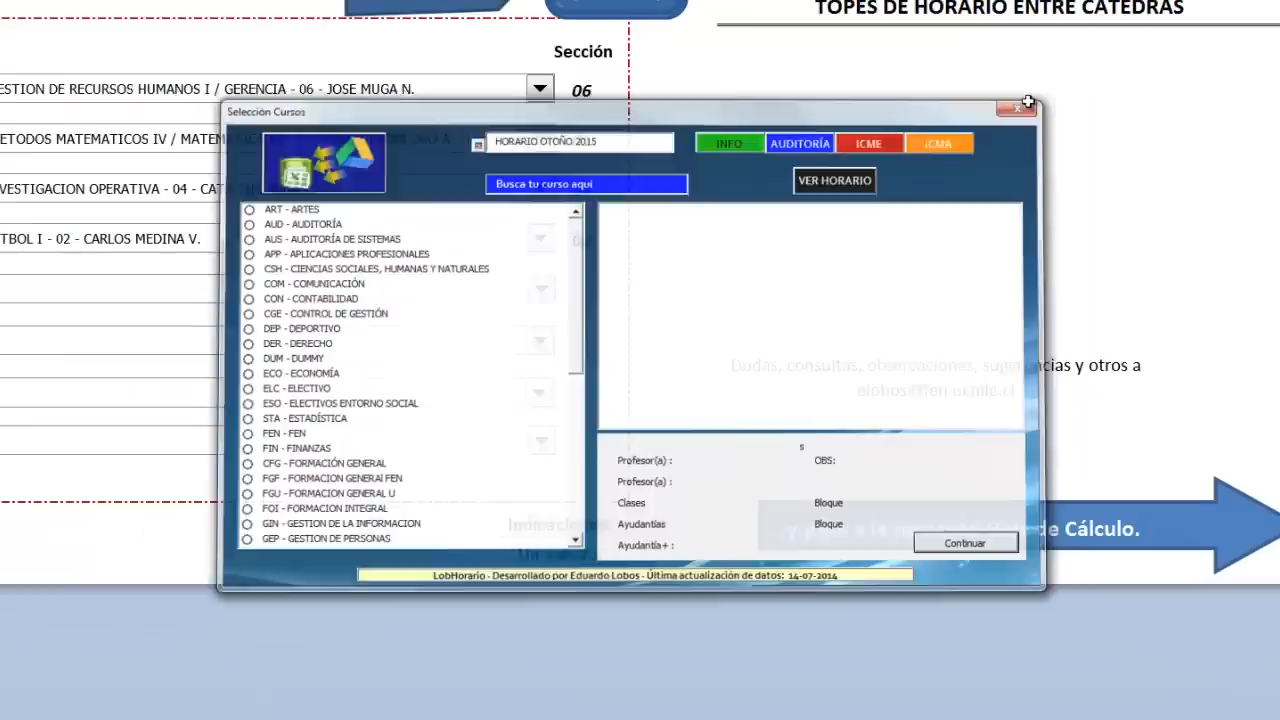 TOPES DE HORARIO ENTRE CÁTEDRAS
Sección
ESTION DE RECURSOS HUMANOS I / GERENCIA - 06 - JOSE MUGA N.
06
Selección Cursos
ETODOS MATEMATICOS IV / MATEMA
HORARIO OTOÑO 2015
INFO
AUDITORÍA
ICME
ICMA
VESTIGACION OPERATIVA - 04 - CAT
Busca tu curso aquí
VER HORARIO
TBOL I - 02 - CARLOS MEDINA V.
ART - ARTES
AUD - AUDITORÍA
AUS - AUDITORÍA DE SISTEMAS
APP - APLICACIONES PROFESIONALES
CSH - CIENCIAS SOCIALES, HUMANAS Y NATURALES
COM - COMUNICACIÓN
CON - CONTABILIDAD
CGE - CONTROL DE GESTIÓN
DEP - DEPORTIVO
DER - DERECHO
DUM - DUMMY
ECO - ECONOMÍA
ELC - ELECTIVO
ESO - ELECTIVOS ENTORNO SOCIAL
STA - ESTADÍSTICA
FEN - FEN
FIN - FINANZAS
CFG - FORMACIÓN GENERAL
FGF - FORMACION GENERAL FEN
FGU - FORMACION GENERAL U
FOI - FORMACION INTEGRAL
GIN - GESTION DE LA INFORMACION
GEP - GESTION DE PERSONAS
Dudas, consultas, observaciones, sugerencias y otros a
s
Profesor(a) :
OBS:
Profesor(a) :
Clases
Bloque
Ayudantías
Bloque
Ayudantía+ :
Continuar
de Cálculo.
LobHorario - Desarrollado por Eduardo Lobos - Última actualización de datos: 14-07-2014